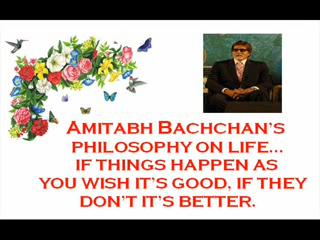 AMITABH BACHCHAN'S
PHILOSOPHY ON LIFE...
IF THINGS HAPPEN AS
YOU WISH IT'S GOOD, IF THEY
DON'T IT'S BETTER.